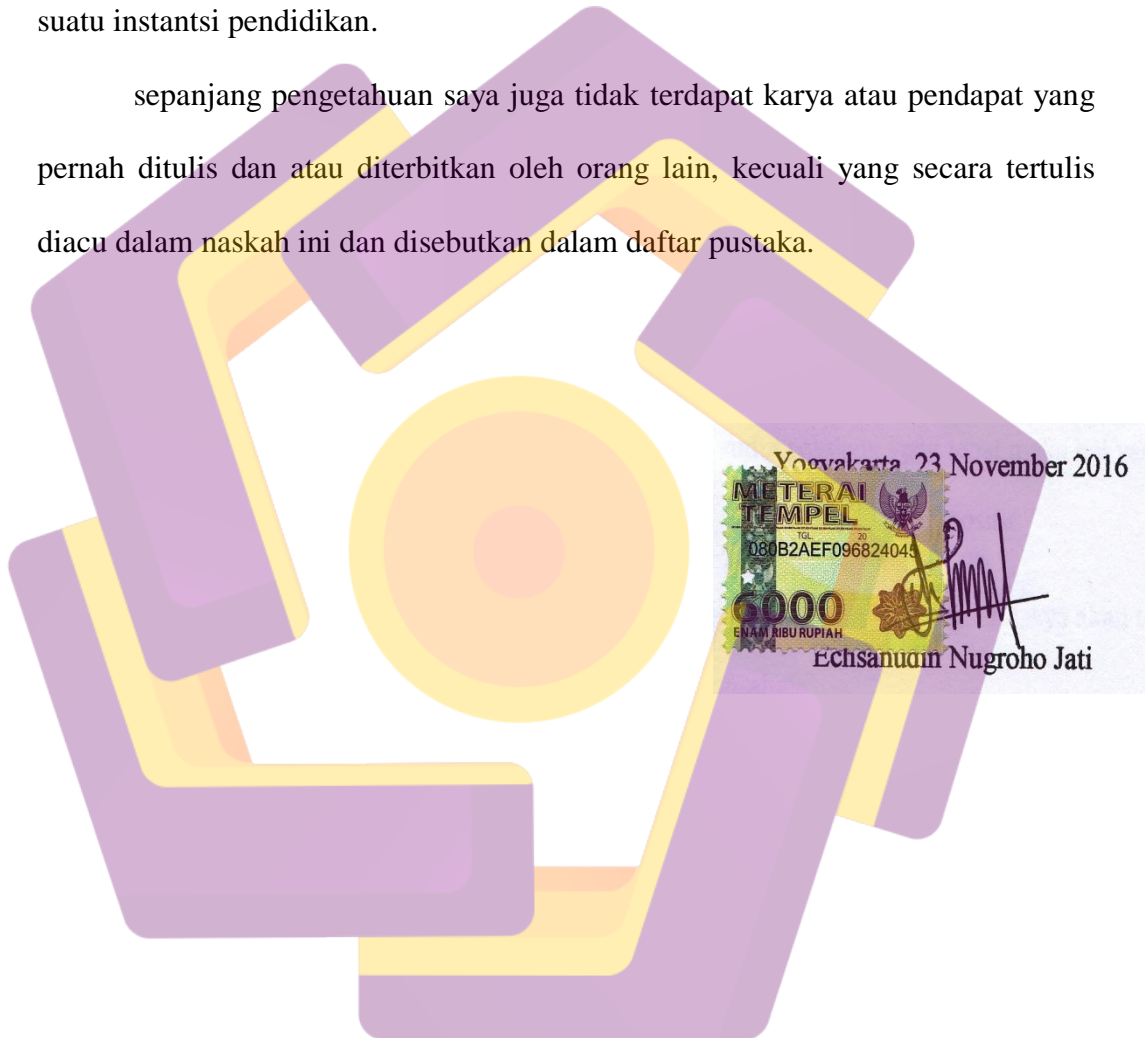 suatu instantsi pendidikan.
sepanjang pengetahuan saya juga tidak terdapat karya atau pendapat yang
pernah ditulis dan atau diterbitkan oleh orang lain, kecuali yang secara tertulis
diacu dalam naskah ini dan disebutkan dalam daftar pustaka.
Yogyakarta, 23 November 2016
METERAI
TEMPEL
TGL. 20
080B2AEF096824045
6000
ENAM RIBU RUPIAH
Echsanudin Nugroho Jati